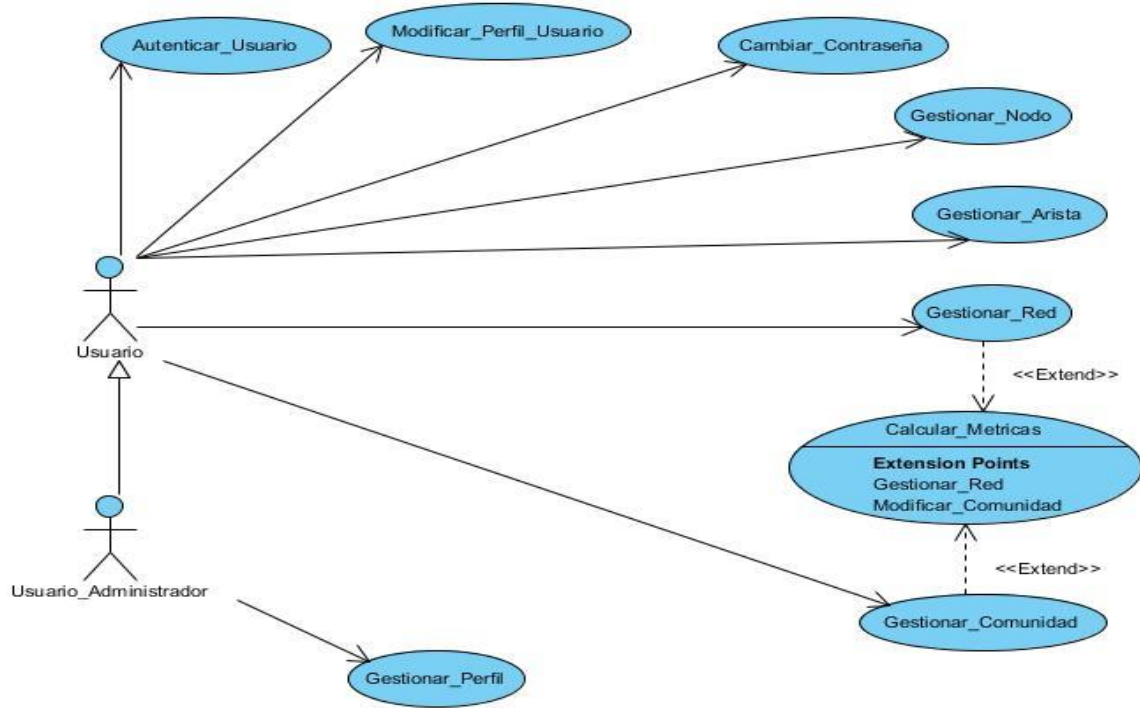 Autenticar_Usuario
Modificar_Perfil_Usuario
Cambiar_Contraseña
Gestionar_Nodo
Gestionar_Arista
Gestionar_Red
Usuario
<<Extend>>
Calcular_Metricas
Extension Points
Gestionar_Red
Modificar_Comunidad
<<Extend>>
Usuario_Administrador
Gestionar_Comunidad
Gestionar_Perfil